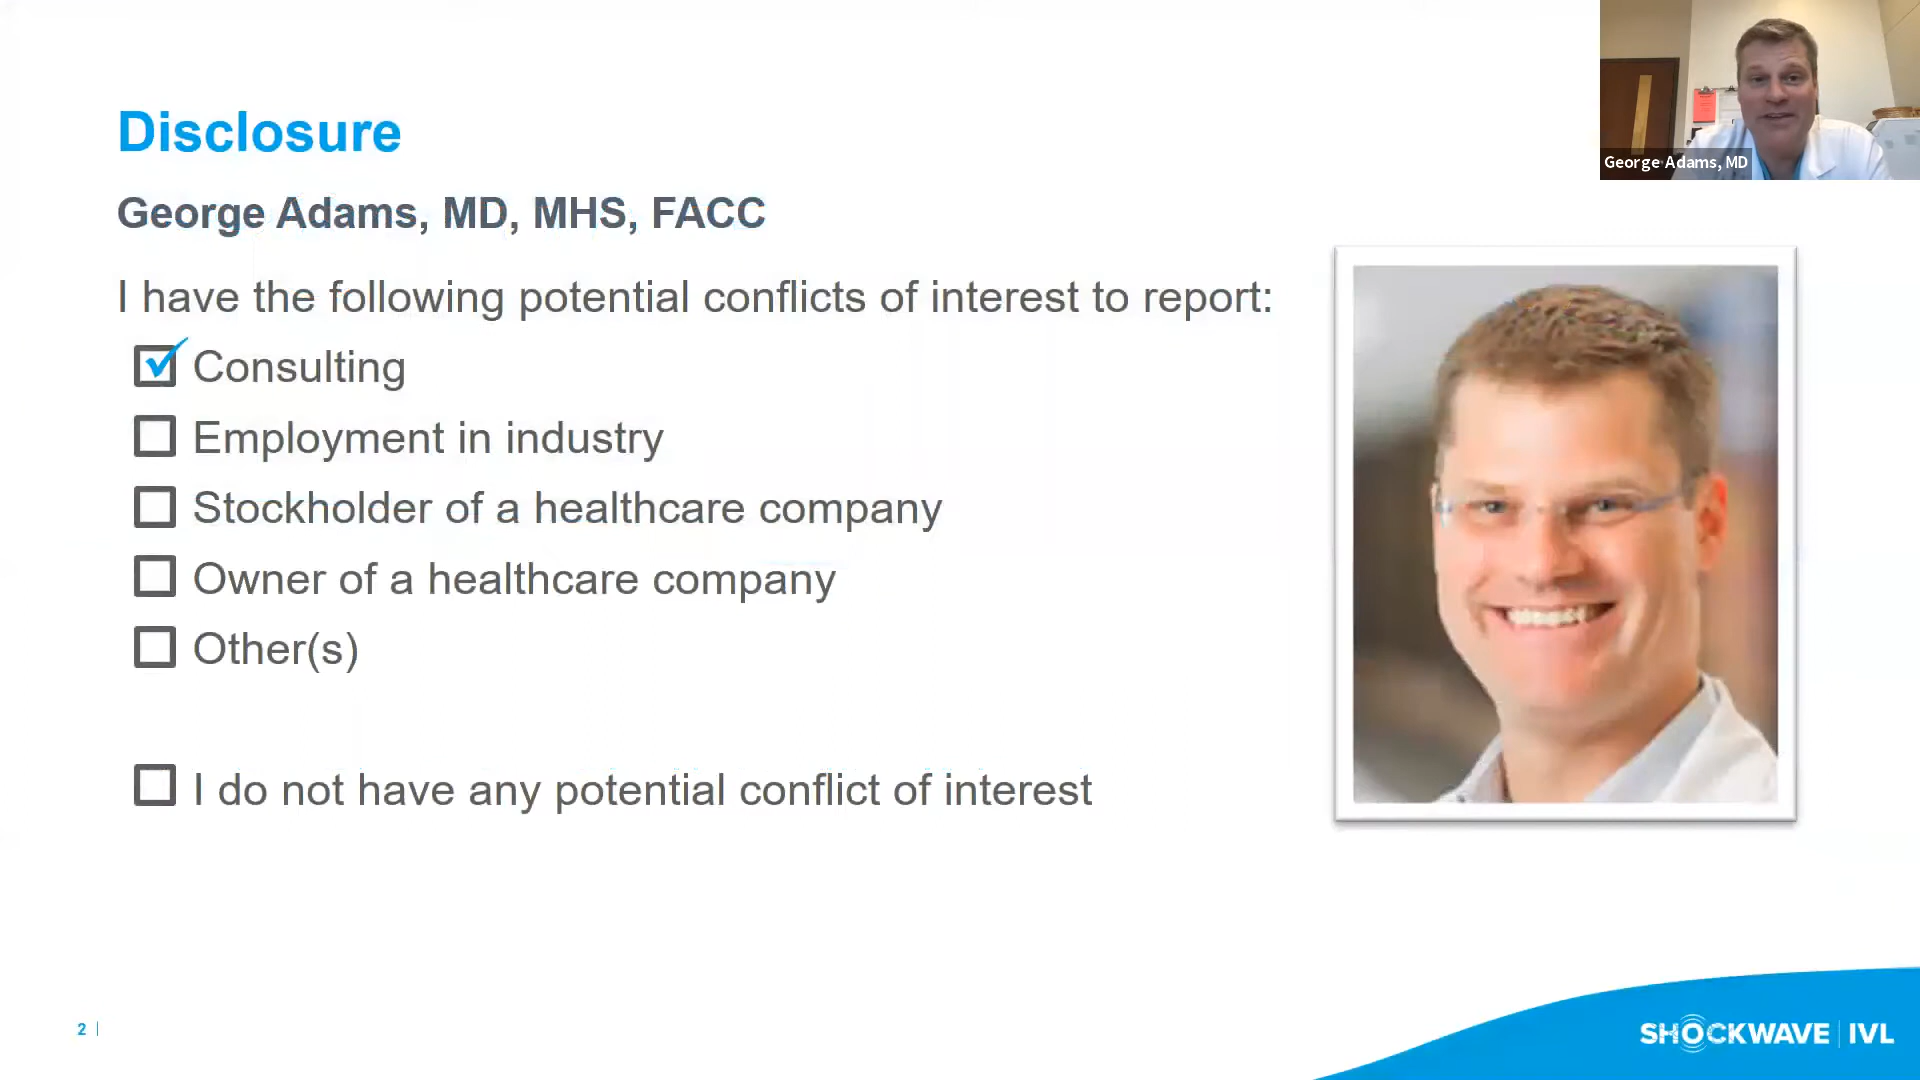 Disclosure
George Adams, MD, MHS, FACC
I have the following potential conflicts of interest to report:
Consulting
Employment in industry
Stockholder of a healthcare company
Owner of a healthcare company
Other(s)
I do not have any potential conflict of interest
George Adams, MD
2 |
SHOCKWAVE | IVL